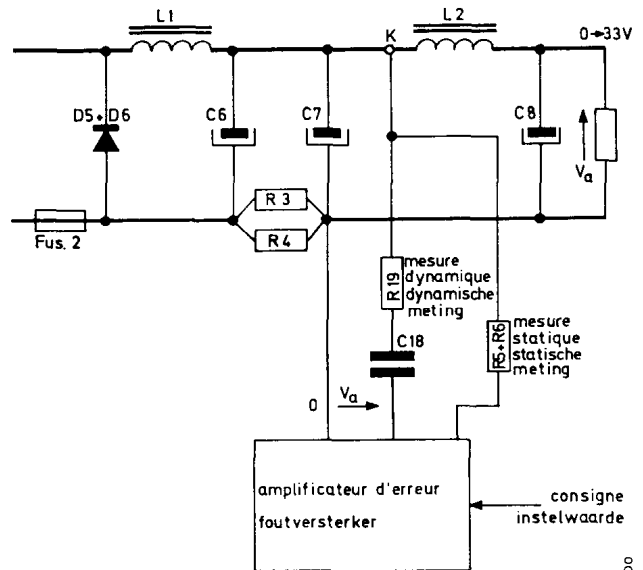 L1
L2
K
0→33V
D5+D6
C6
C7
C8
Va
R3
R4
Fus. 2
R19
mesure
dynamique
dynamische
meting
C18
R5+R6
mesure
statique
statische
meting
0
Va
amplificateur d'erreur
foutversterker
consigne
instelwaarde